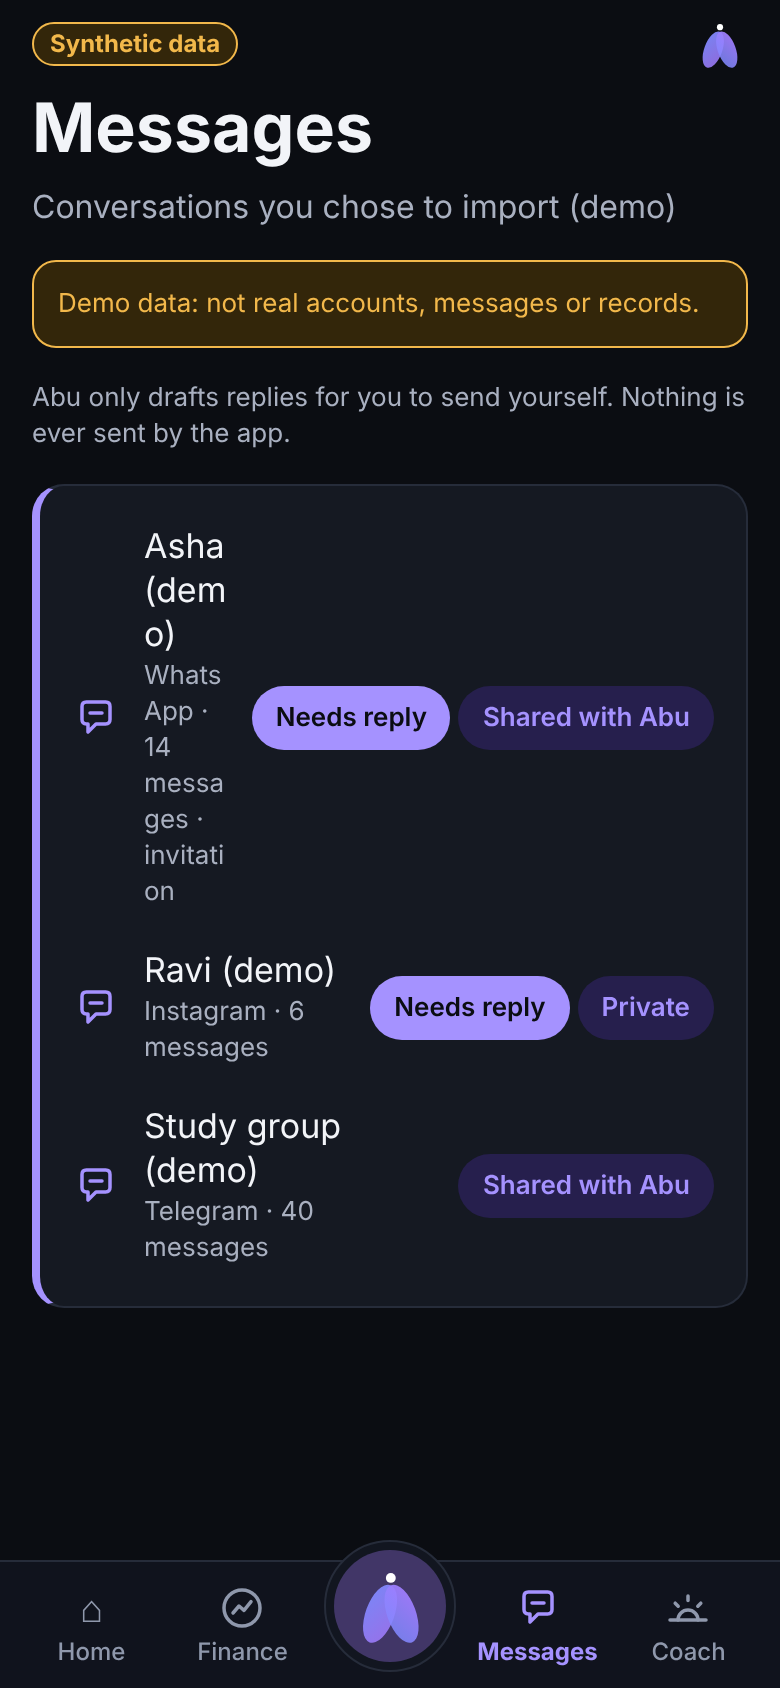 Synthetic data
Messages
Conversations you chose to import (demo)
Demo data: not real accounts, messages or records.
Abu only drafts replies for you to send yourself. Nothing is
ever sent by the app.
Asha
(dem
o)
Whats
App ·
14
messa
ges ·
invitati
on
Needs reply
Shared with Abu
Ravi (demo)
Instagram · 6
messages
Needs reply
Private
Study group
(demo)
Telegram · 40
messages
Shared with Abu
Home
Finance
Messages
Coach